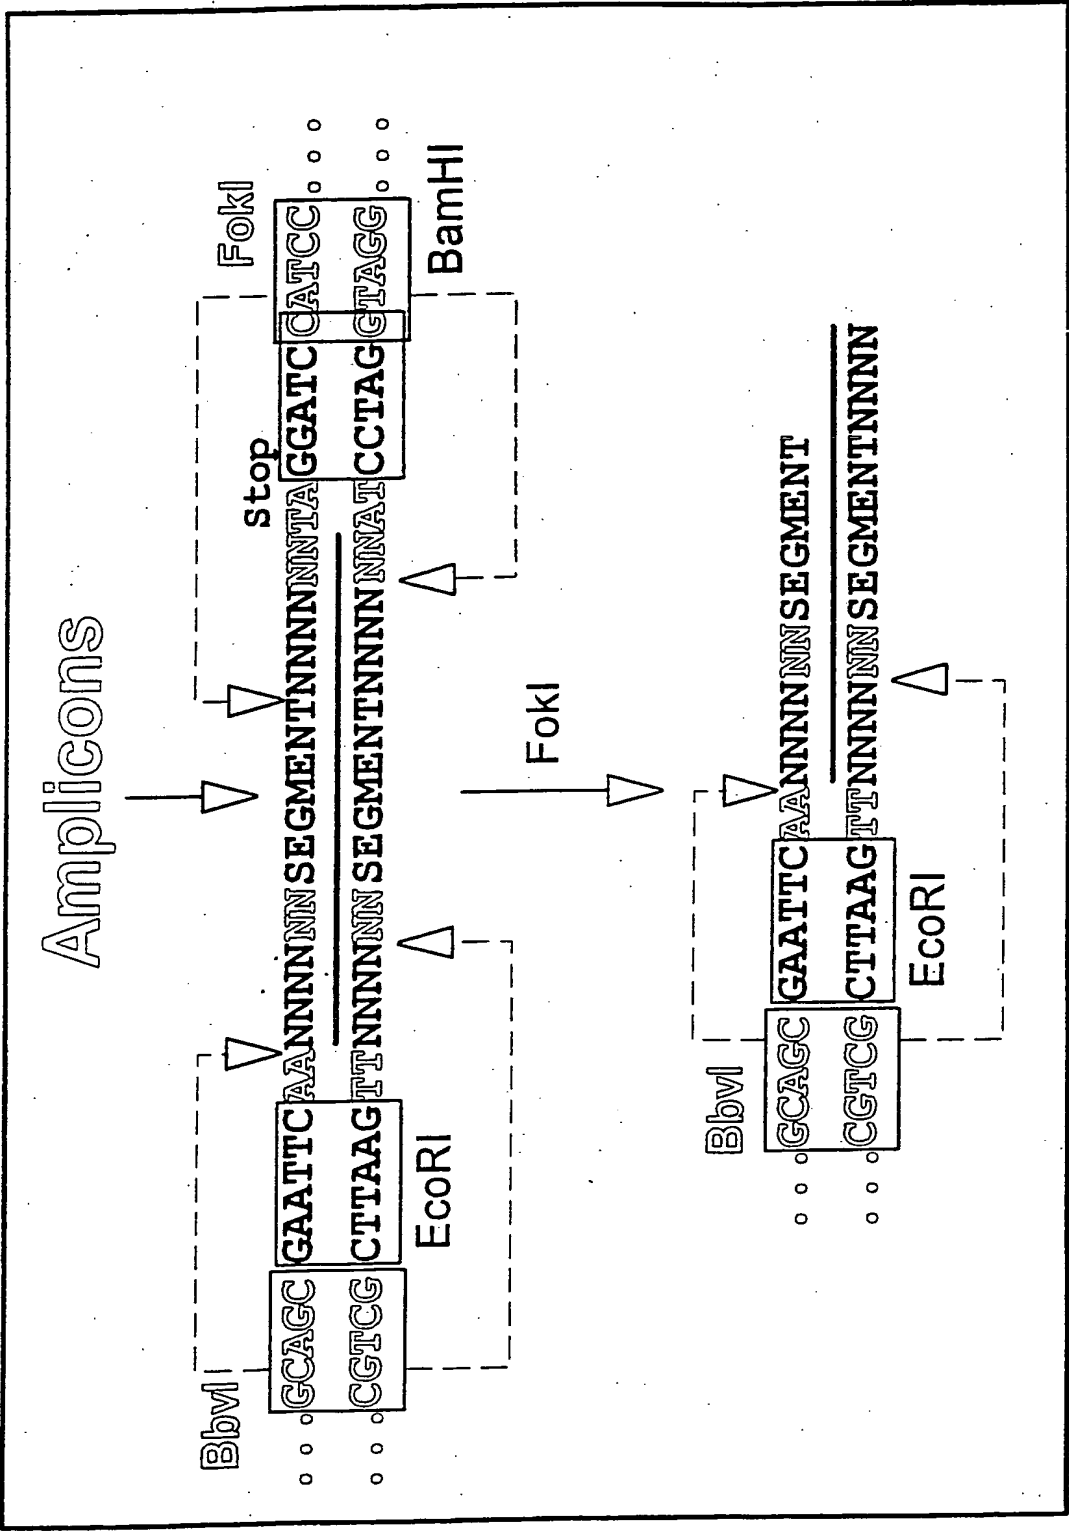 Amplicons
BbvI Stop FokI
° ° ° GCAGC GAATTC AANNNNNNSEGMENTNNNNNNTA GGATC CATCC ° ° °
° ° ° CGTCG CTTAAG TTNNNNNNSEGMENTNNNNNNAT CCTAG GTAGG ° ° °
EcoRI BamHI
FokI
BbvI
° ° ° GCAGC GAATTC AANNNNNNSEGMENT
° ° ° CGTCG CTTAAG TTNNNNNNSEGMENTNNNN
EcoRI